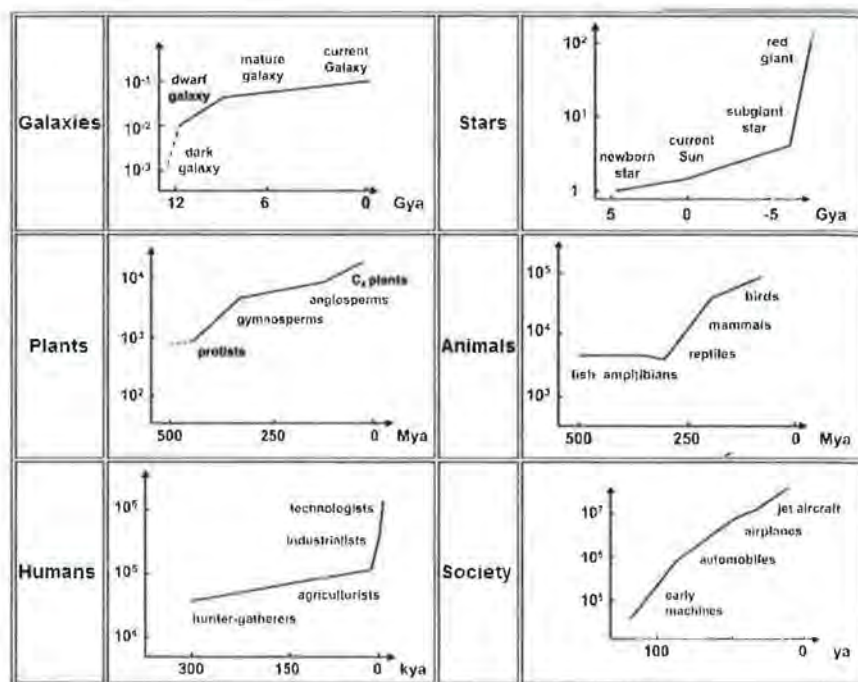 Galaxies
10⁻¹
10⁻²
10⁻³
dwarf
galaxy
mature
galaxy
current
Galaxy
dark
galaxy
12 6 0 Gya
Stars
10²
10¹
1
newborn
star
current
Sun
subgiant
star
red
giant
5 0 -5 Gya
Plants
10⁴
10³
10²
protists
gymnosperms
angiosperms
C₄ plants
500 250 0 Mya
Animals
10⁵
10⁴
10³
fish amphibians
reptiles
mammals
birds
500 250 0 Mya
Humans
10⁶
10⁵
10⁴
technologists
industrialists
agriculturists
hunter-gatherers
300 150 0 kya
Society
10⁷
10⁶
10⁵
early
machines
automobiles
airplanes
jet aircraft
100 0 ya